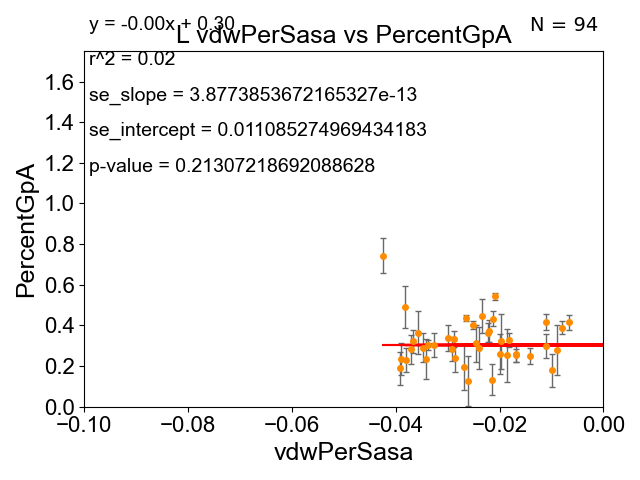 y = -0.00x + 0.30
N = 94
L vdwPerSasa vs PercentGpA
r^2 = 0.02
se_slope = 3.8773853672165327e-13
se_intercept = 0.011085274969434183
p-value = 0.21307218692088628
PercentGpA
1.6
1.4
1.2
1.0
0.8
0.6
0.4
0.2
0.0
−0.10
−0.08
−0.06
−0.04
−0.02
0.00
vdwPerSasa